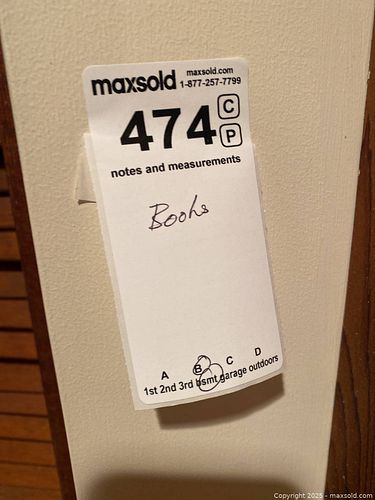 maxsold
maxsold.com
1-877-257-7799
474
C
P
notes and measurements
Books
A B C D
1st 2nd 3rd bsmt garage outdoors
Copyright © 2025 - maxsold.com